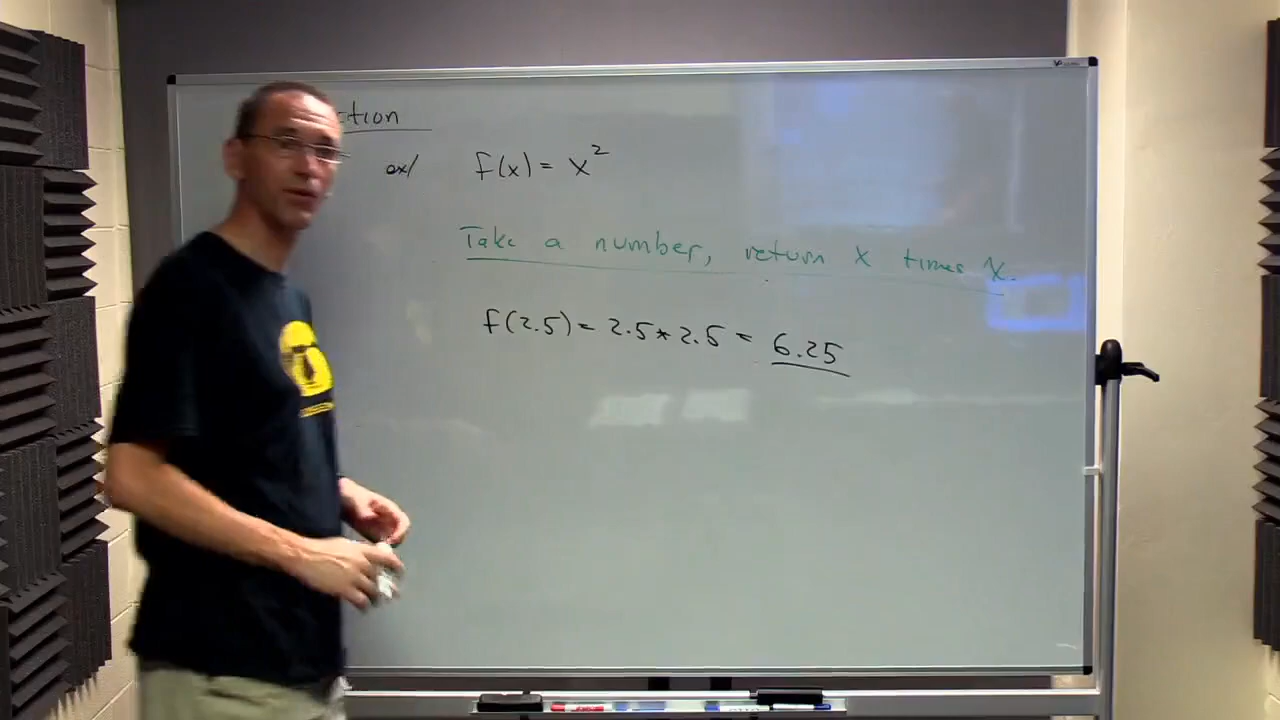 ction
ex/ f(x) = x²
Take a number, return x times x.
f(2.5) = 2.5 * 2.5 = 6.25